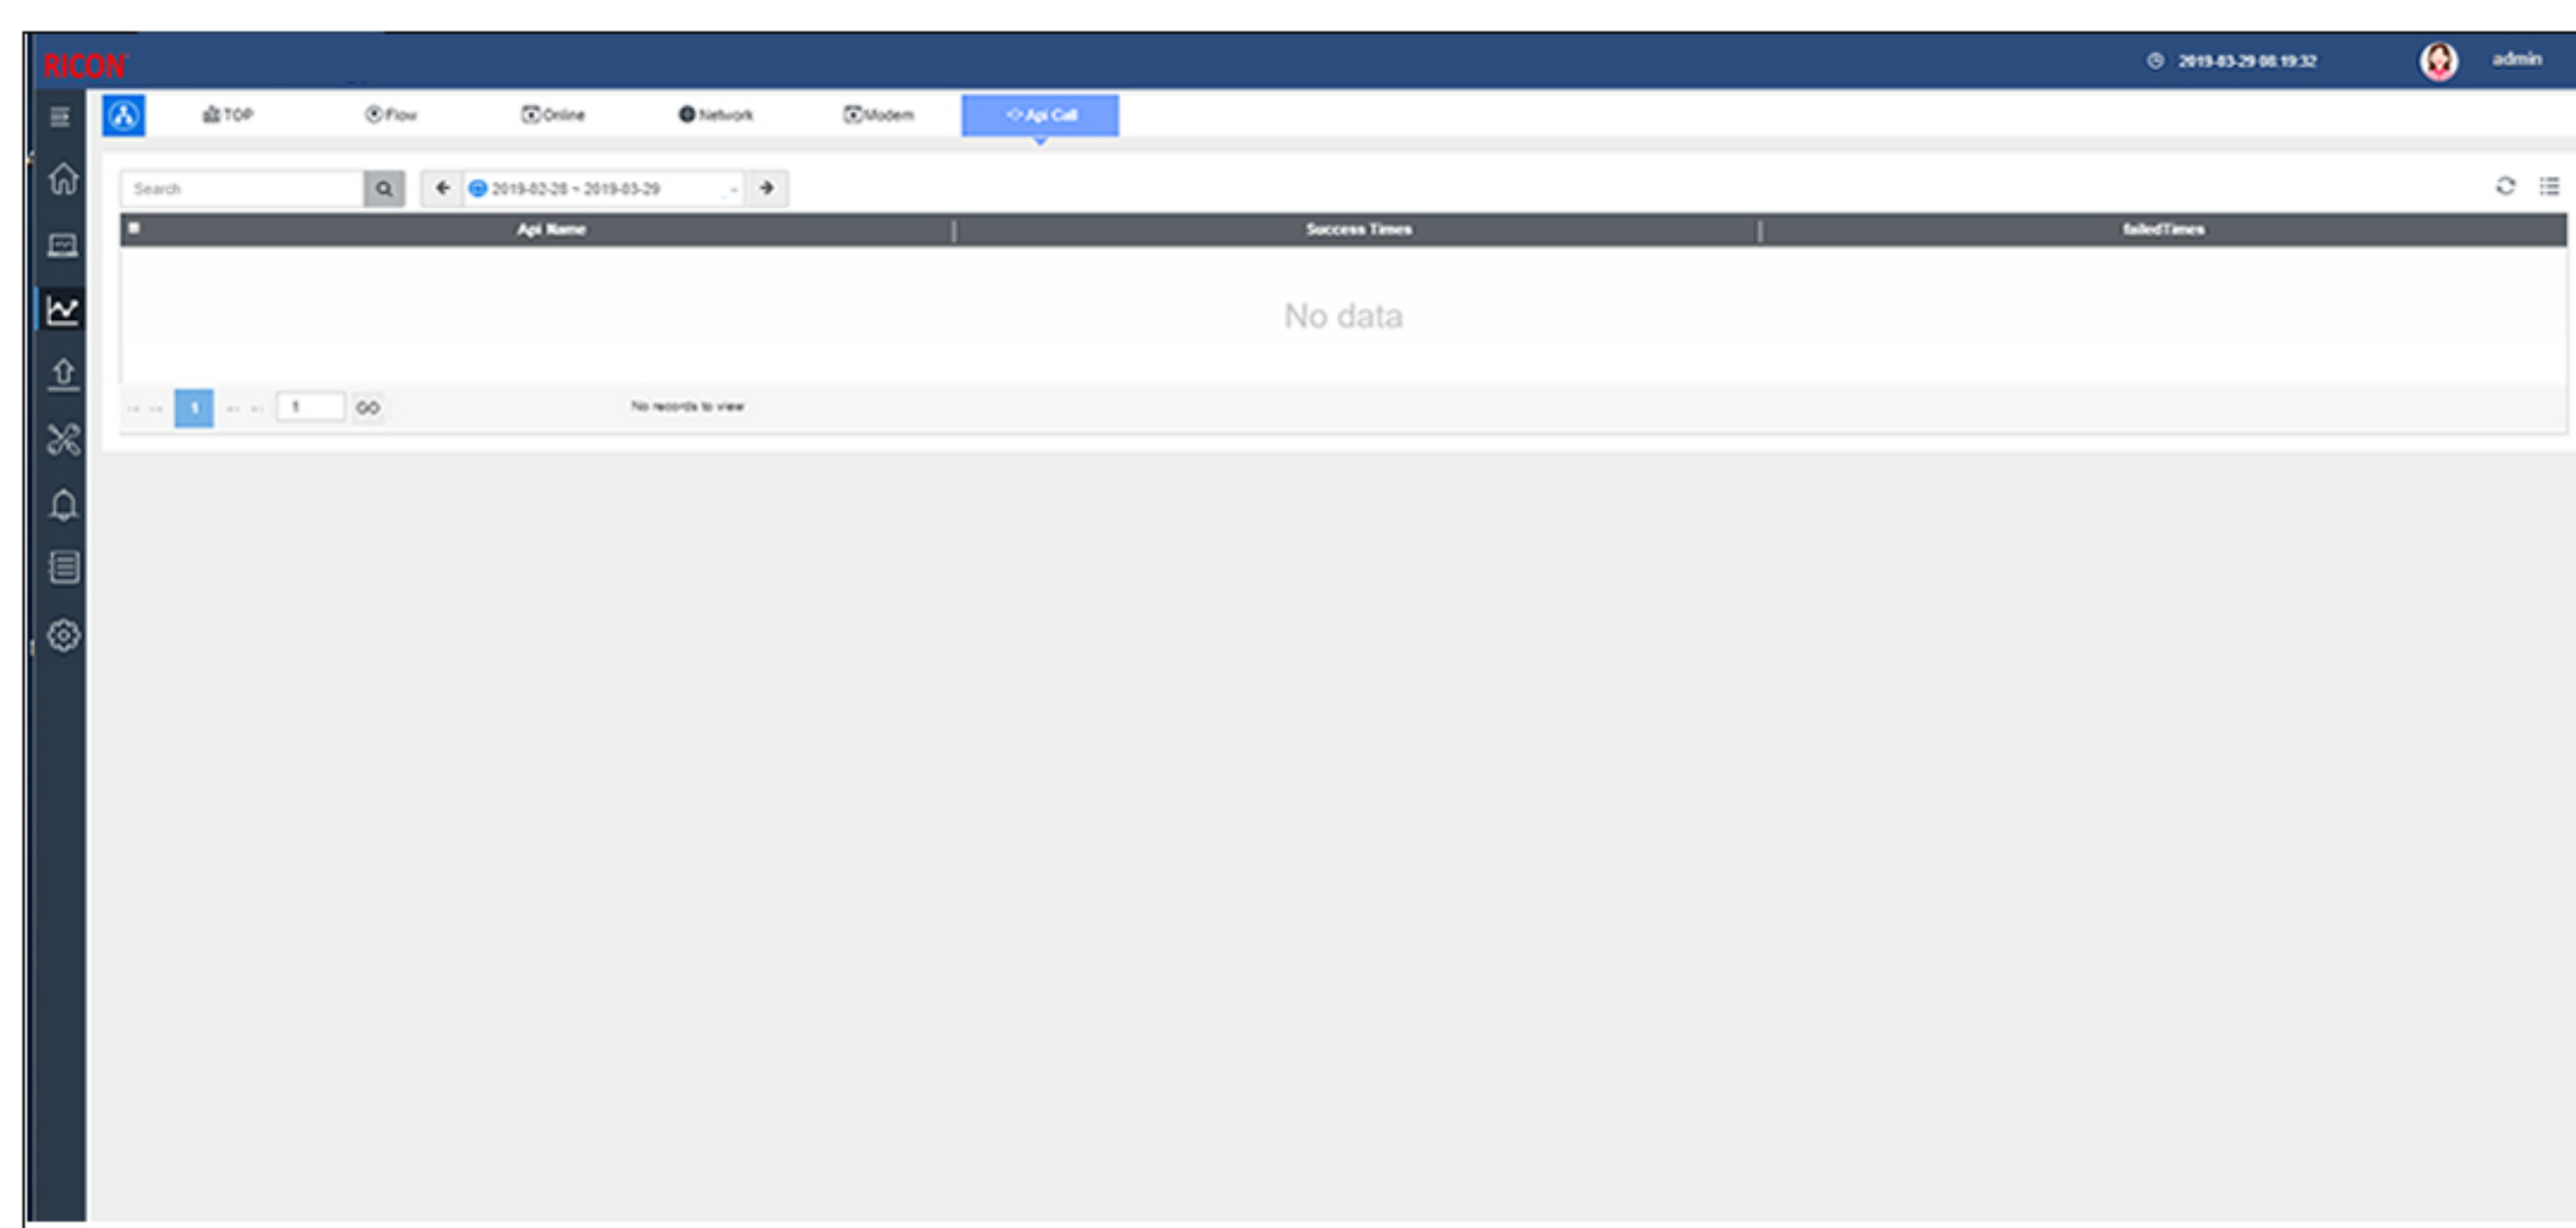 RICON 2019-03-29 08:19:32 admin
TOP Flow Online Network Modem Api Call
Search 2019-02-28 ~ 2019-03-29
Api Name Success Times failedTimes
No data
1 1 GO No records to view